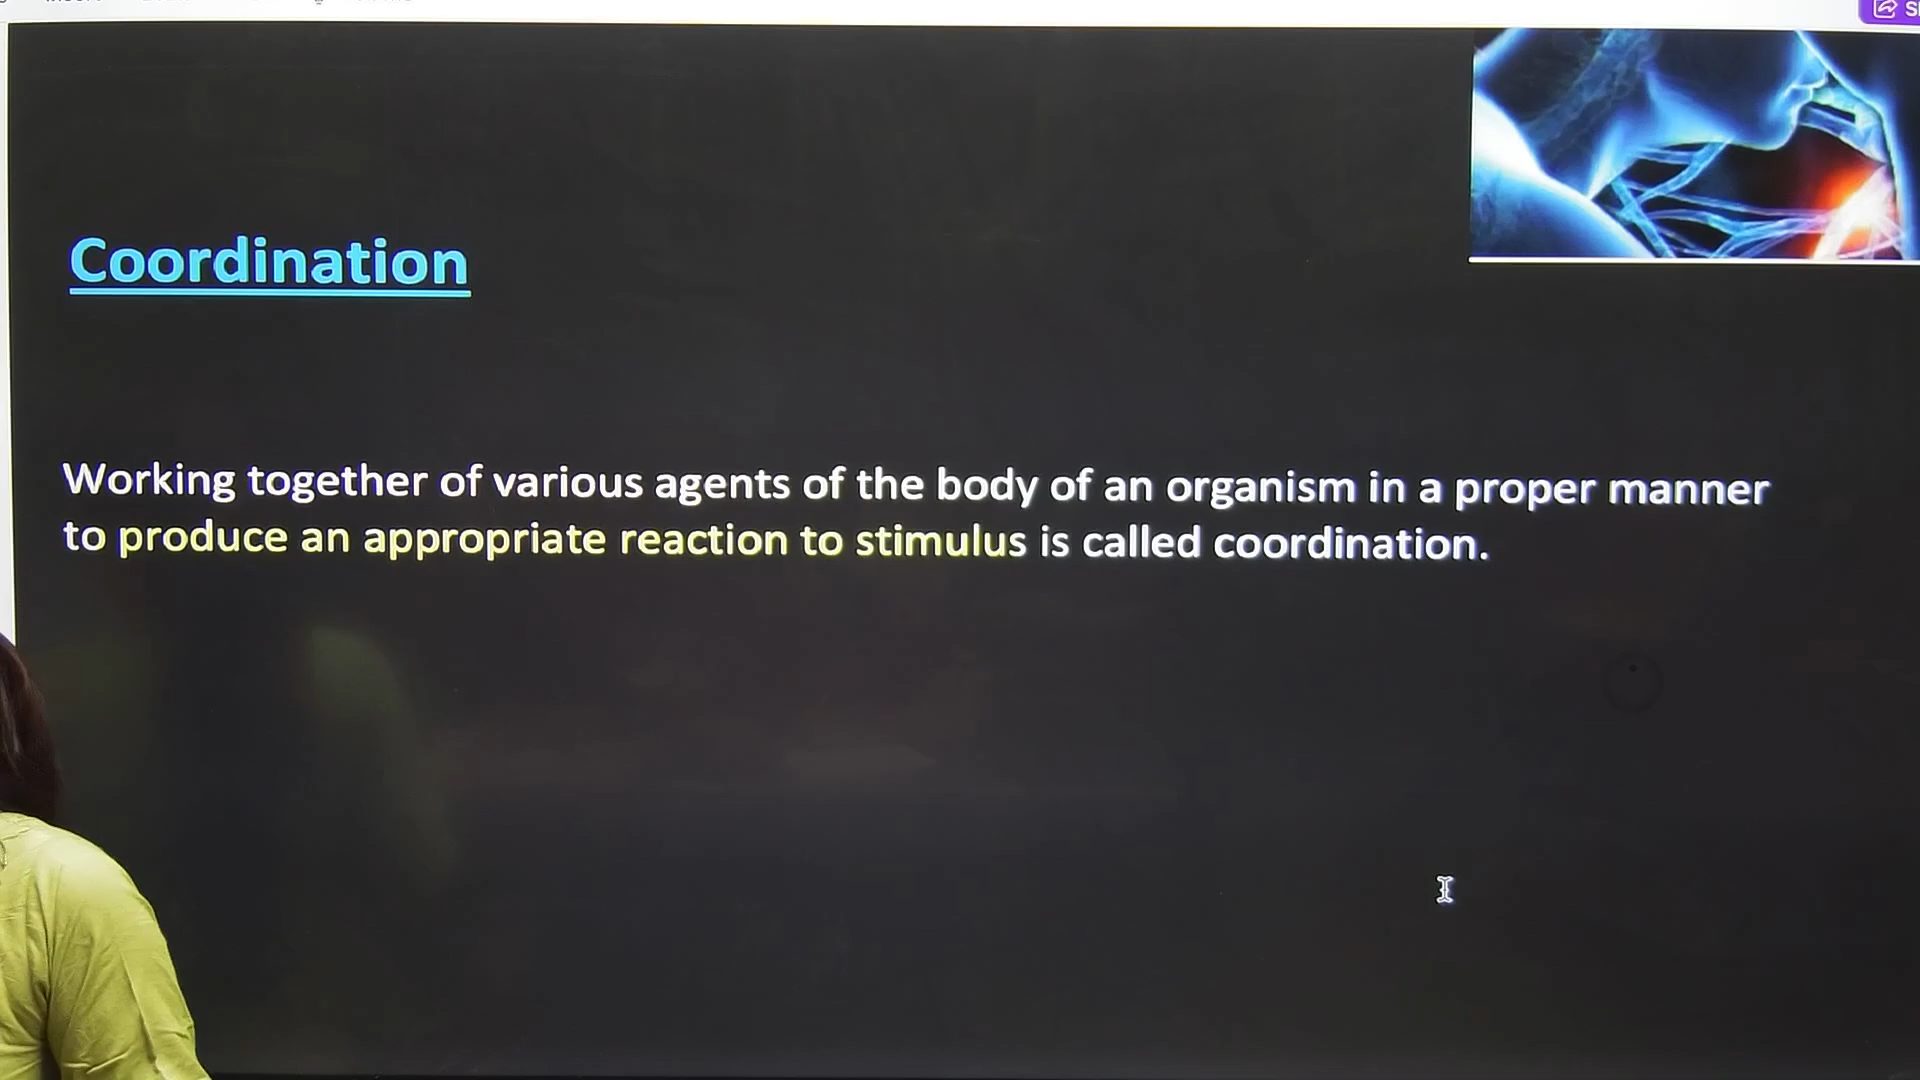 Coordination
Working together of various agents of the body of an organism in a proper manner
to produce an appropriate reaction to stimulus is called coordination.